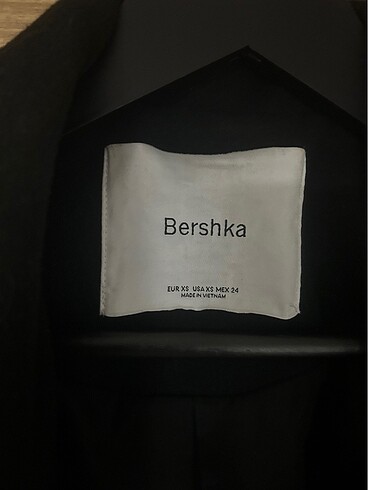 Bershka
EUR XS USA XS MEX 24
MADE IN VIETNAM